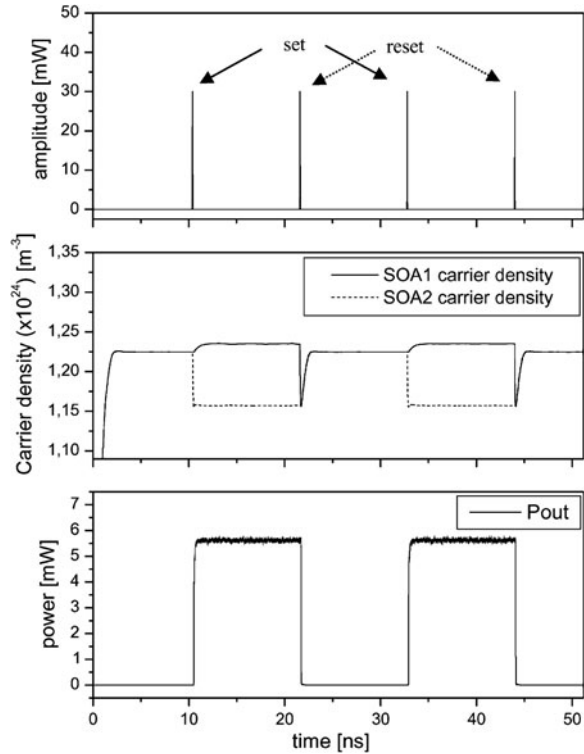 50
40
30
20
10
0
amplitude [mW]
set
reset
1,35
1,30
1,25
1,20
1,15
1,10
Carrier density (x10²⁴) [m⁻³]
SOA1 carrier density
SOA2 carrier density
7
6
5
4
3
2
1
0
power [mW]
Pout
0 10 20 30 40 50
time [ns]